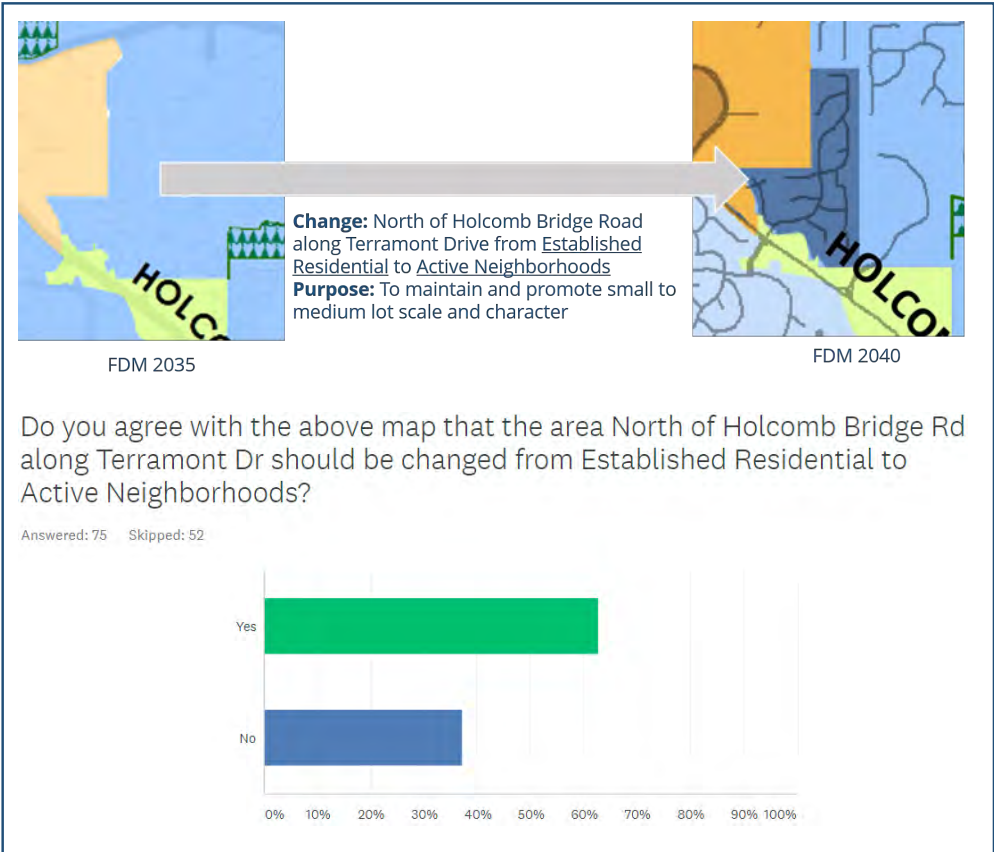 HOLC
HOLCO
Change: North of Holcomb Bridge Road
along Terramont Drive from Established
Residential to Active Neighborhoods
Purpose: To maintain and promote small to
medium lot scale and character
FDM 2035
FDM 2040
Do you agree with the above map that the area North of Holcomb Bridge Rd
along Terramont Dr should be changed from Established Residential to
Active Neighborhoods?
Answered: 75 Skipped: 52
Yes
No
0% 10% 20% 30% 40% 50% 60% 70% 80% 90% 100%